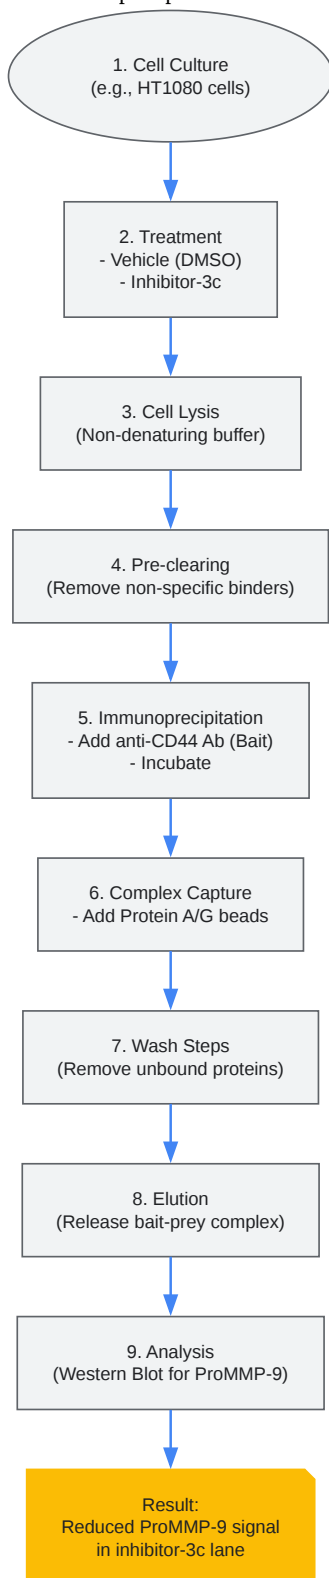 1. Cell Culture
(e.g., HT1080 cells)
2. Treatment
- Vehicle (DMSO)
- Inhibitor-3c
3. Cell Lysis
(Non-denaturing buffer)
4. Pre-clearing
(Remove non-specific binders)
5. Immunoprecipitation
- Add anti-CD44 Ab (Bait)
- Incubate
6. Complex Capture
- Add Protein A/G beads
7. Wash Steps
(Remove unbound proteins)
8. Elution
(Release bait-prey complex)
9. Analysis
(Western Blot for ProMMP-9)
Result:
Reduced ProMMP-9 signal
in inhibitor-3c lane